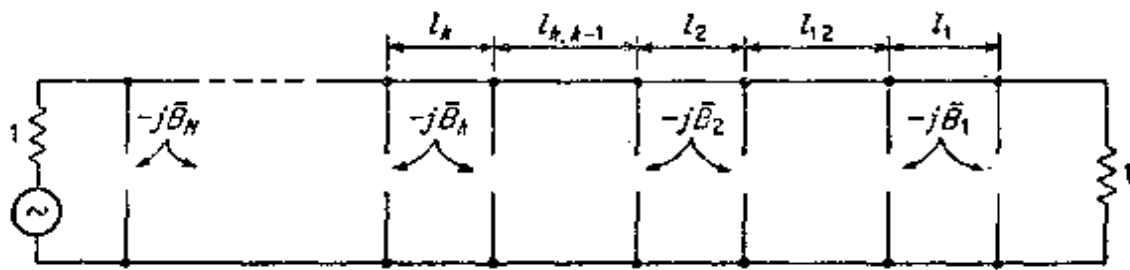 l_k l_{k,k-1} l_2 l_{12} l_1
1 -jB̄_N -jB̄_k -jB̄_2 -jB̄_1 1
~